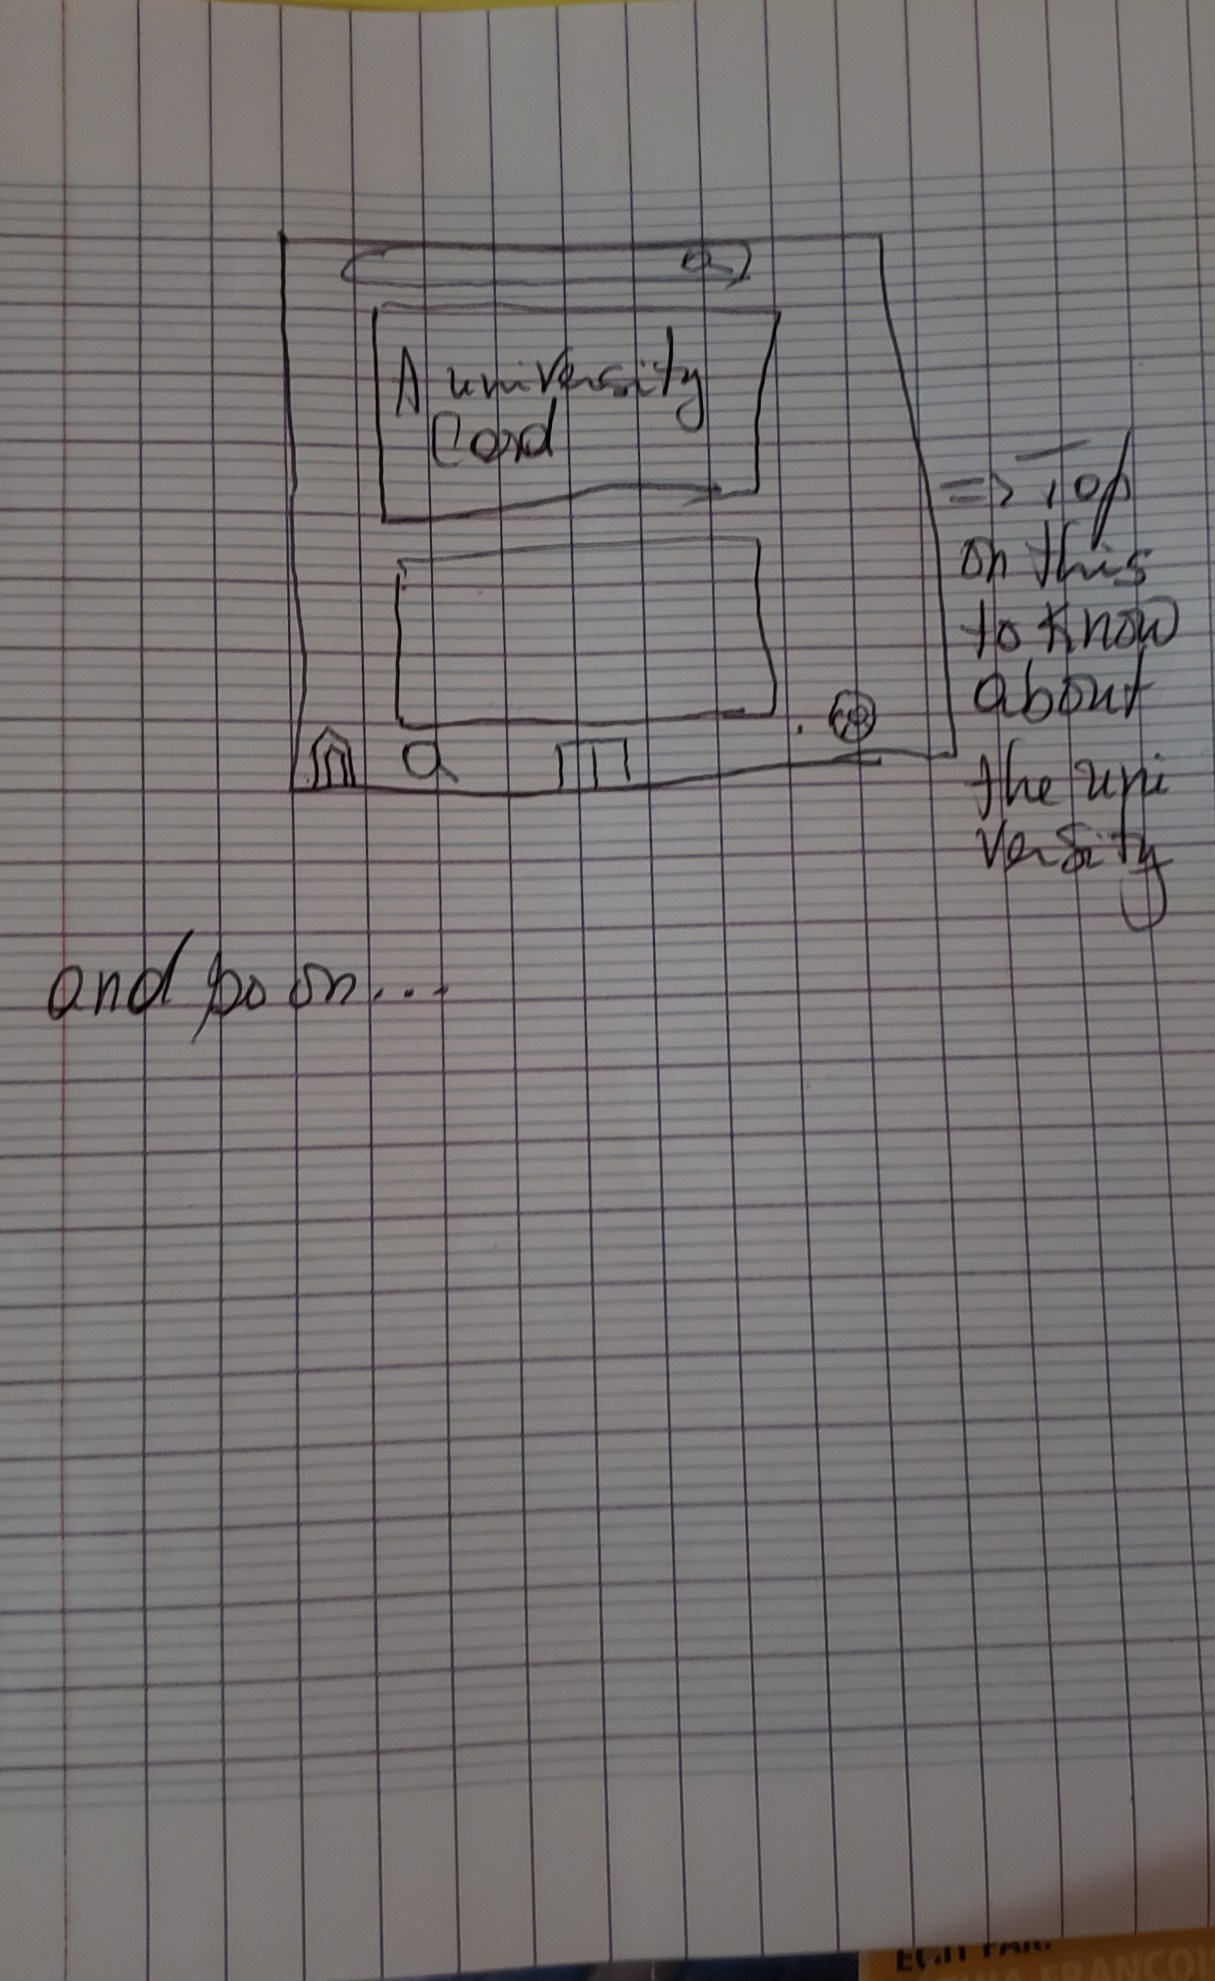 A university
Card
=> Tap
on this
to know
about
the uni
versity
and so on...